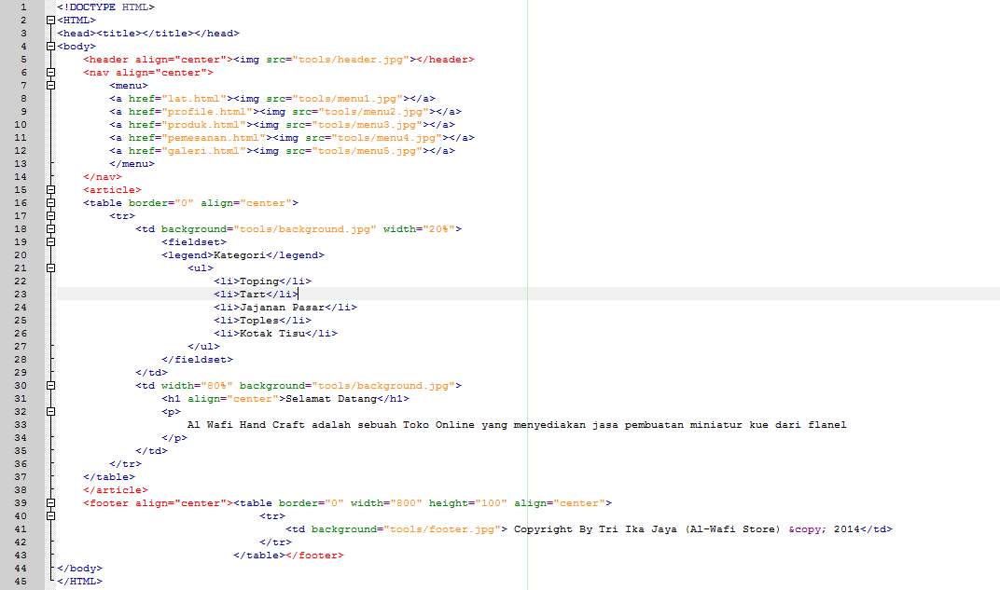 1 <!DOCTYPE HTML>
2 <HTML>
3 <head><title></title></head>
4 <body>
5 <header align="center"><img src="tools/header.jpg"></header>
6 <nav align="center">
7 <menu>
8 <a href="lat.html"><img src="tools/menu1.jpg"></a>
9 <a href="profile.html"><img src="tools/menu2.jpg"></a>
10 <a href="produk.html"><img src="tools/menu3.jpg"></a>
11 <a href="pemesanan.html"><img src="tools/menu4.jpg"></a>
12 <a href="galeri.html"><img src="tools/menu5.jpg"></a>
13 </menu>
14 </nav>
15 <article>
16 <table border="0" align="center">
17 <tr>
18 <td background="tools/background.jpg" width="20%">
19 <fieldset>
20 <legend>Kategori</legend>
21 <ul>
22 <li>Toping</li>
23 <li>Tart</li>
24 <li>Jajanan Pasar</li>
25 <li>Toples</li>
26 <li>Kotak Tisu</li>
27 </ul>
28 </fieldset>
29 </td>
30 <td width="80%" background="tools/background.jpg">
31 <h1 align="center">Selamat Datang</h1>
32 <p>
33 Al Wafi Hand Craft adalah sebuah Toko Online yang menyediakan jasa pembuatan miniatur kue dari flanel
34 </p>
35 </td>
36 </tr>
37 </table>
38 </article>
39 <footer align="center"><table border="0" width="800" height="100" align="center">
40 <tr>
41 <td background="tools/footer.jpg"> Copyright By Tri Ika Jaya (Al-Wafi Store) &copy; 2014</td>
42 </tr>
43 </table></footer>
44 </body>
45 </HTML>